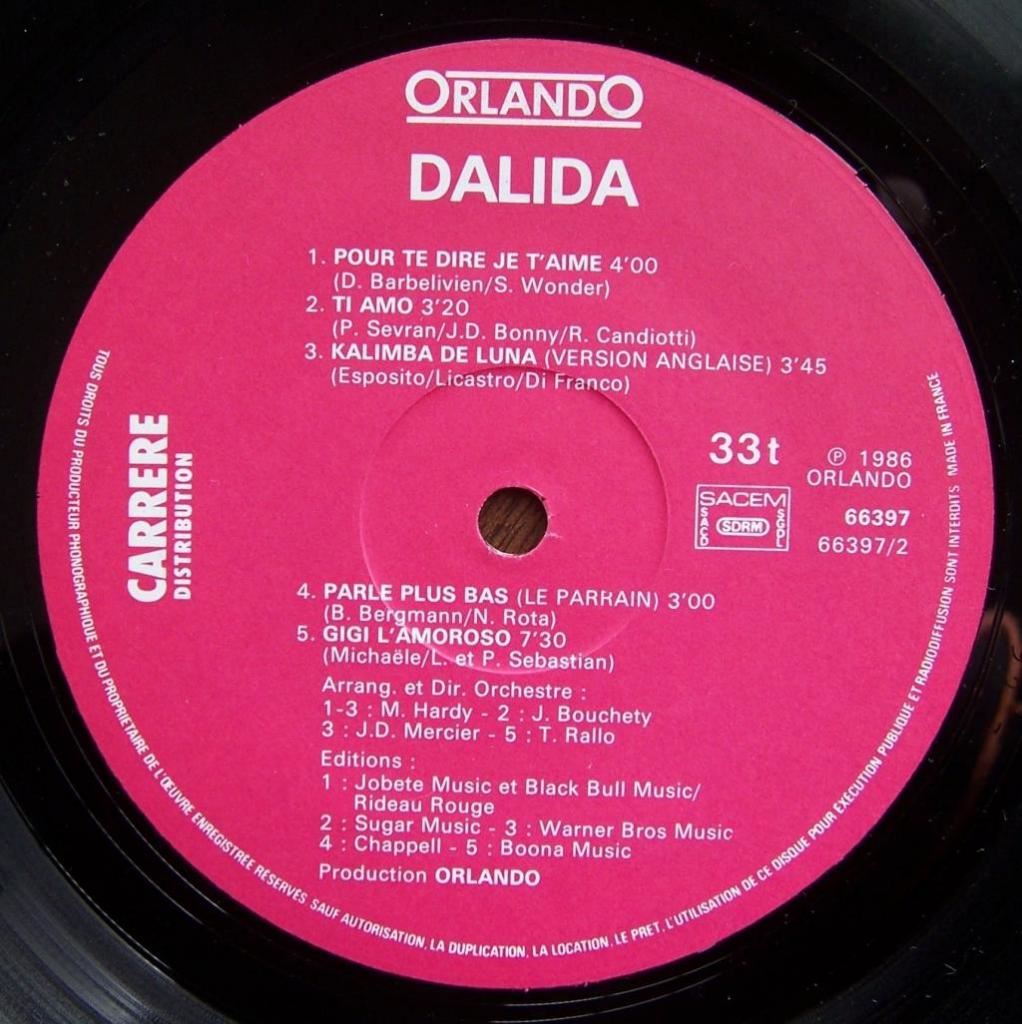 ORLANDO
DALIDA
1. POUR TE DIRE JE T'AIME 4'00
(D. Barbelivien/S. Wonder)
2. TI AMO 3'20
(P. Sevran/J.D. Bonny/R. Candiotti)
3. KALIMBA DE LUNA (VERSION ANGLAISE) 3'45
(Esposito/Licastro/Di Franco)
CARRERE
DISTRIBUTION
33t
℗ 1986
ORLANDO
SACEM
SACD
SDRM
SGDL
66397
66397/2
4. PARLE PLUS BAS (LE PARRAIN) 3'00
(B. Bergmann/N. Rota)
5. GIGI L'AMOROSO 7'30
(Michaële/L. et P. Sebastian)
Arrang. et Dir. Orchestre :
1-3 : M. Hardy - 2 : J. Bouchety
3 : J.D. Mercier - 5 : T. Rallo
Editions :
1 : Jobete Music et Black Bull Music/
Rideau Rouge
2 : Sugar Music - 3 : Warner Bros Music
4 : Chappell - 5 : Boona Music
Production ORLANDO
TOUS DROITS DU PRODUCTEUR PHONOGRAPHIQUE ET DU PROPRIETAIRE DE L'ŒUVRE ENREGISTREE RESERVES. SAUF AUTORISATION, LA DUPLICATION, LA LOCATION, LE PRET, L'UTILISATION DE CE DISQUE POUR EXECUTION PUBLIQUE ET RADIODIFFUSION SONT INTERDITS MADE IN FRANCE